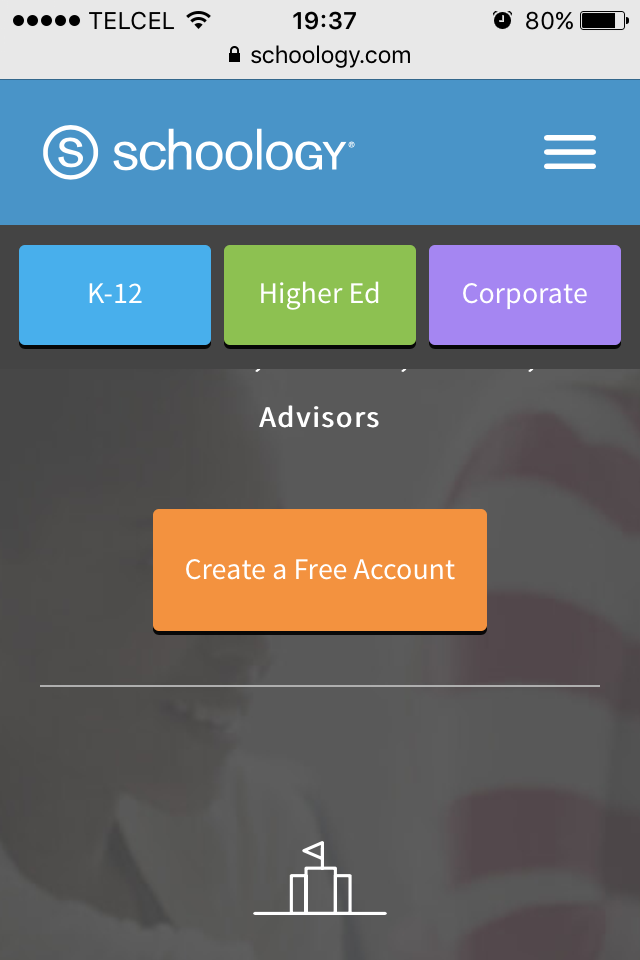 TELCEL 19:37 80%
schoology.com
S schoology®
K-12 Higher Ed Corporate
Advisors
Create a Free Account